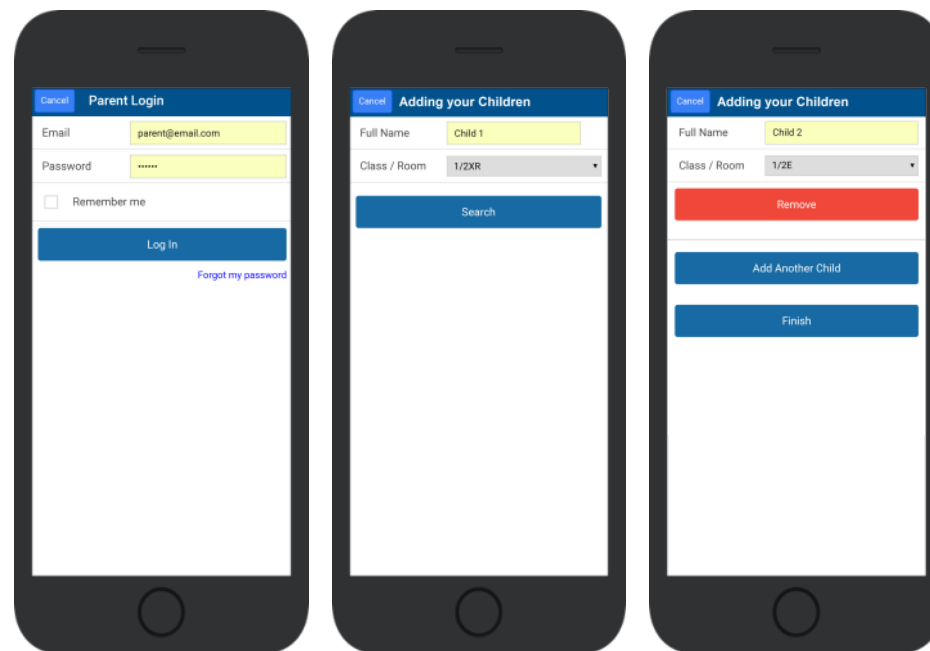 Cancel Parent Login
Email parent@email.com
Password ••••••
Remember me
Log In
Forgot my password
Cancel Adding your Children
Full Name Child 1
Class / Room 1/2XR
Search
Cancel Adding your Children
Full Name Child 2
Class / Room 1/2E
Remove
Add Another Child
Finish